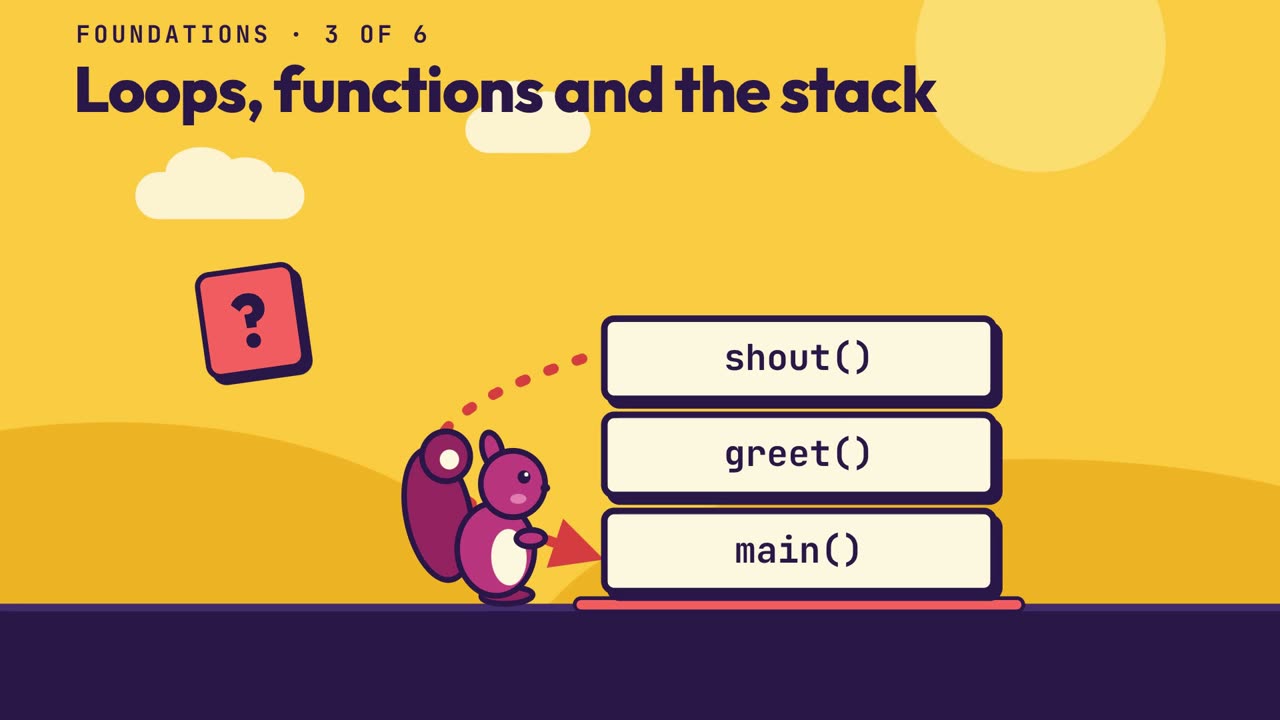 FOUNDATIONS · 3 OF 6
Loops, functions and the stack
?
shout()
greet()
main()